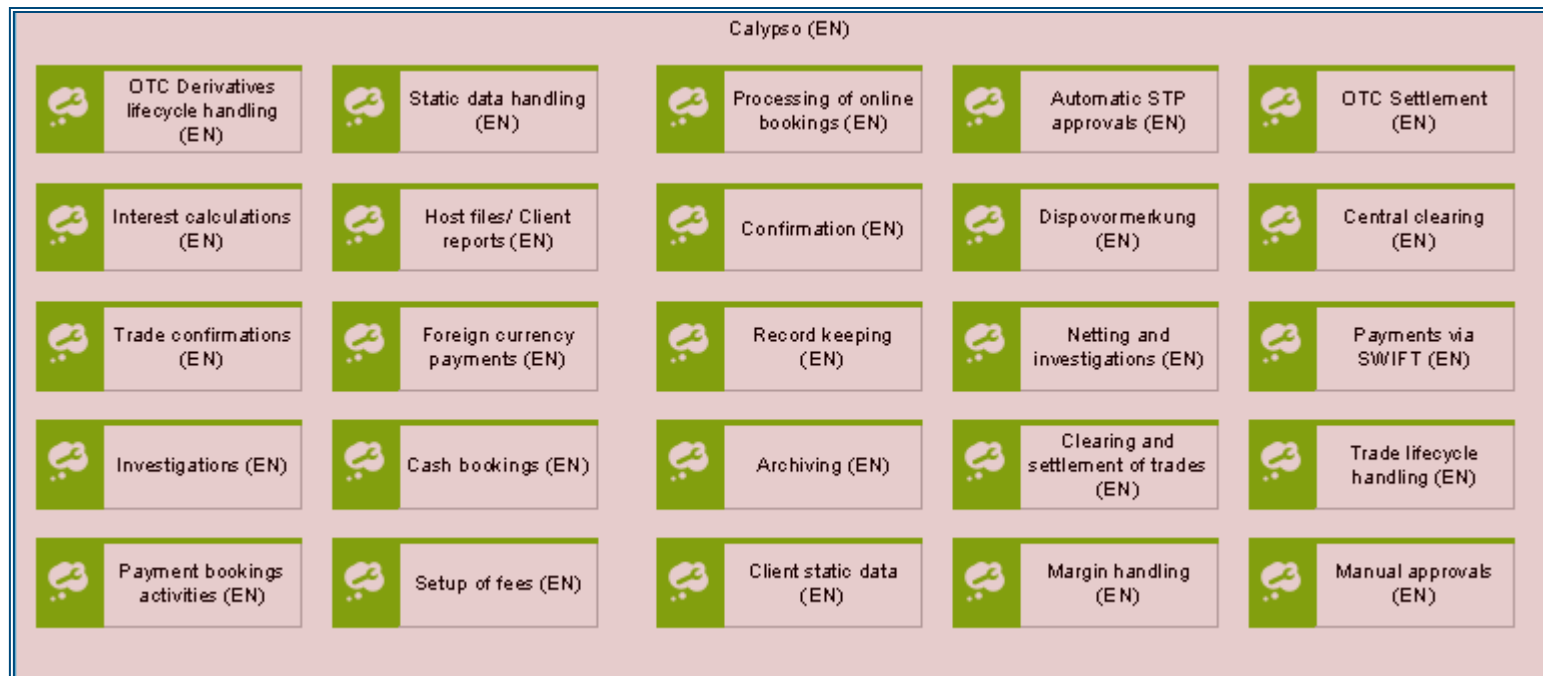 Calypso (EN)
OTC Derivatives
lifecycle handling
(EN)
Static data handling
(EN)
Processing of online
bookings (EN)
Automatic STP
approvals (EN)
OTC Settlement
(EN)
Interest calculations
(EN)
Host files/ Client
reports (EN)
Confirmation (EN)
Dispovormerkung
(EN)
Central clearing
(EN)
Trade confirmations
(EN)
Foreign currency
payments (EN)
Record keeping
(EN)
Netting and
investigations (EN)
Payments via
SWIFT (EN)
Investigations (EN)
Cash bookings (EN)
Archiving (EN)
Clearing and
settlement of trades
(EN)
Trade lifecycle
handling (EN)
Payment bookings
activities (EN)
Setup of fees (EN)
Client static data
(EN)
Margin handling
(EN)
Manual approvals
(EN)